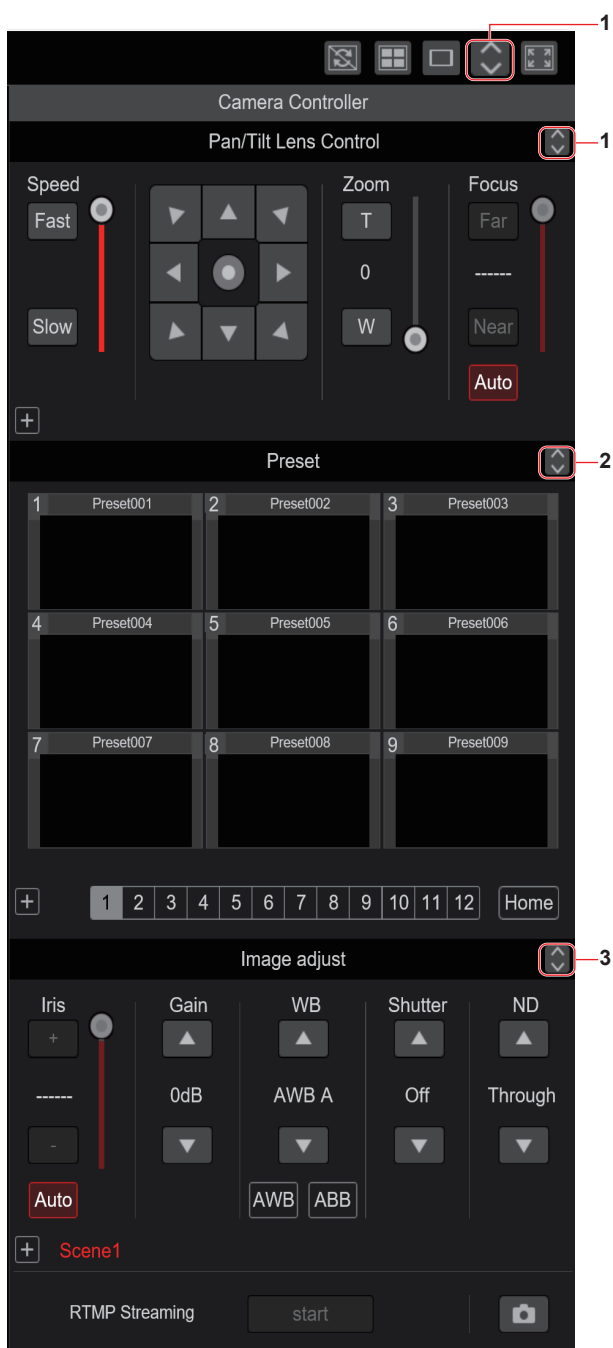 1
Camera Controller
Pan/Tilt Lens Control 1
Speed Zoom Focus
Fast T Far
0 ------
Slow W Near
Auto
+
Preset 2
1 Preset001 2 Preset002 3 Preset003
4 Preset004 5 Preset005 6 Preset006
7 Preset007 8 Preset008 9 Preset009
+ 1 2 3 4 5 6 7 8 9 10 11 12 Home
Image adjust 3
Iris Gain WB Shutter ND
+
------ 0dB AWB A Off Through
-
Auto AWB ABB
+ Scene1
RTMP Streaming start